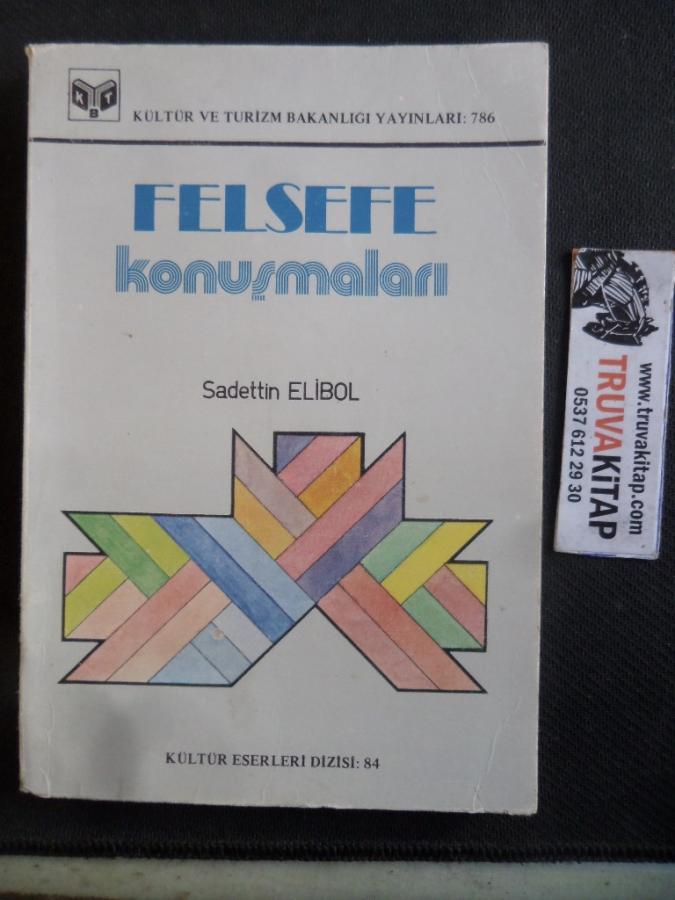 K T
B
KÜLTÜR VE TURİZM BAKANLIĞI YAYINLARI: 786
FELSEFE
konuşmaları
Sadettin ELİBOL
KÜLTÜR ESERLERİ DİZİSİ: 84
www.truvakitap.com
TRUVAKİTAP
0537 612 29 30